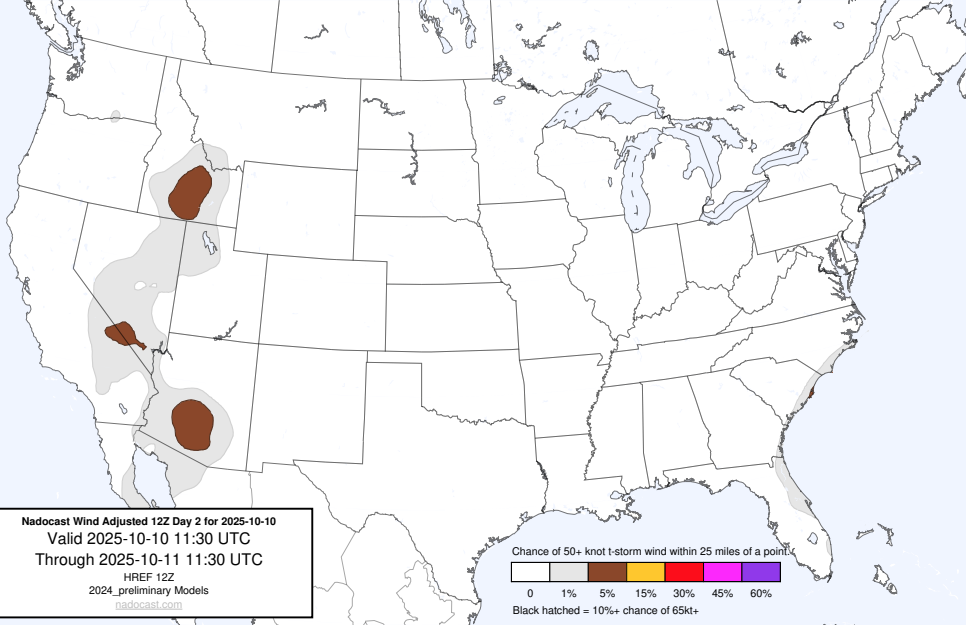 Nadocast Wind Adjusted 12Z Day 2 for 2025-10-10
Valid 2025-10-10 11:30 UTC
Through 2025-10-11 11:30 UTC
HREF 12Z
2024_preliminary Models
nadocast.com
Chance of 50+ knot t-storm wind within 25 miles of a point.
0 1% 5% 15% 30% 45% 60%
Black hatched = 10%+ chance of 65kt+